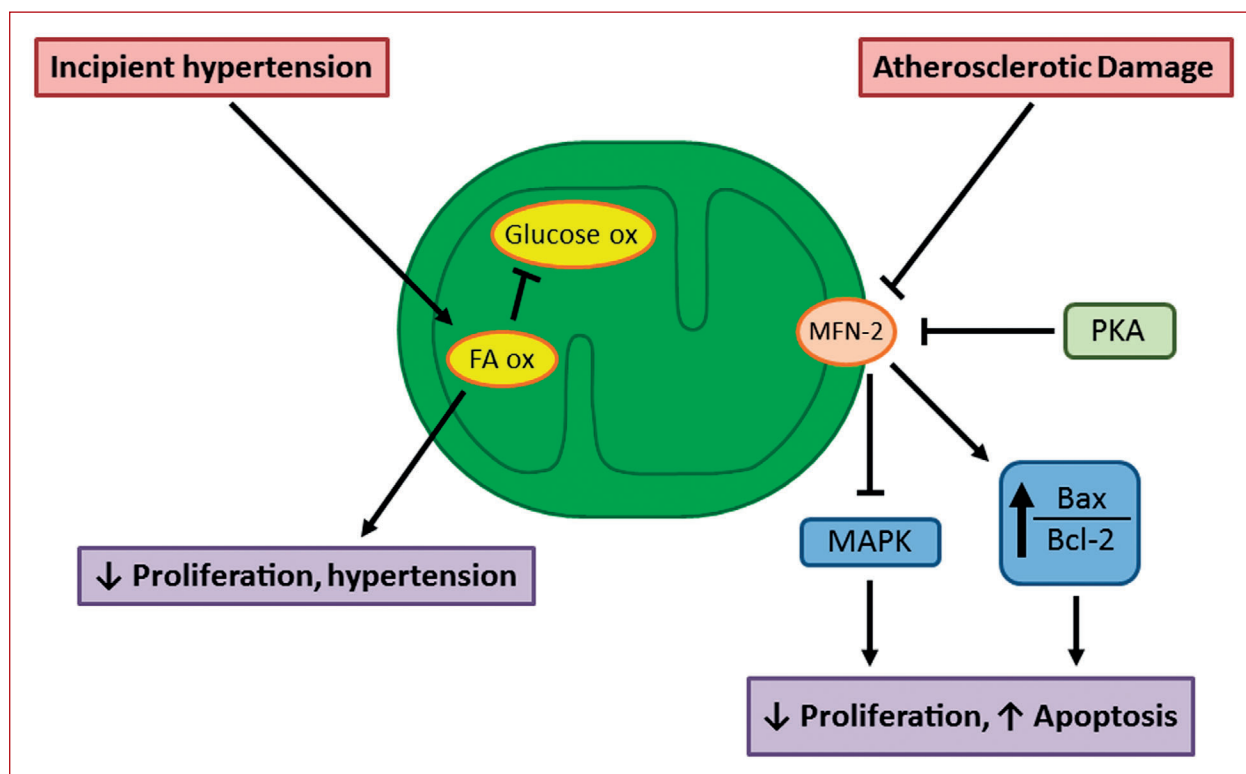 Incipient hypertension
Atherosclerotic Damage
Glucose ox
FA ox
MFN-2
PKA
MAPK
↑ Bax
Bcl-2
↓ Proliferation, hypertension
↓ Proliferation, ↑ Apoptosis